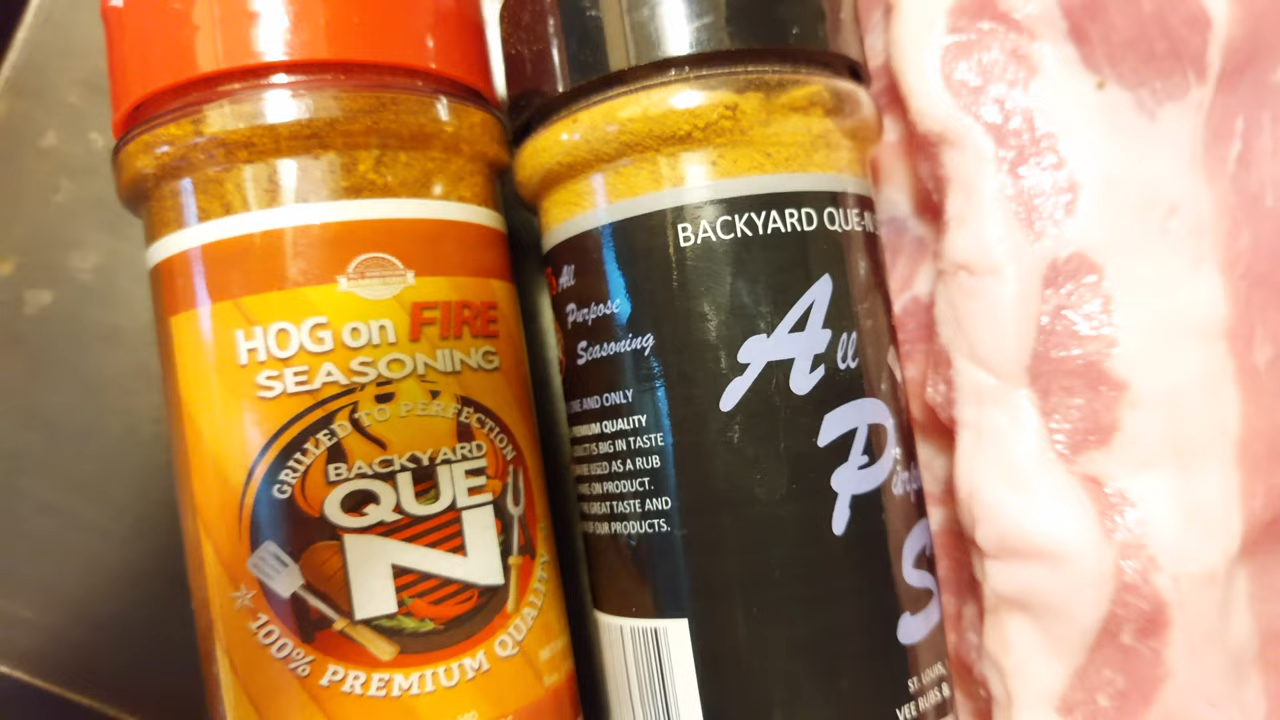 HOG on FIRE
SEASONING
GRILLED TO PERFECTION
BACKYARD
QUE
N
100% PREMIUM QUALITY
BACKYARD QUE-N
All
Purpose
Seasoning
ONE AND ONLY
PREMIUM QUALITY
IS BIG IN TASTE
USED AS A RUB
ON PRODUCT.
GREAT TASTE AND
OF OUR PRODUCTS.
All
P
S
ST. LOUIS,
RUBS &